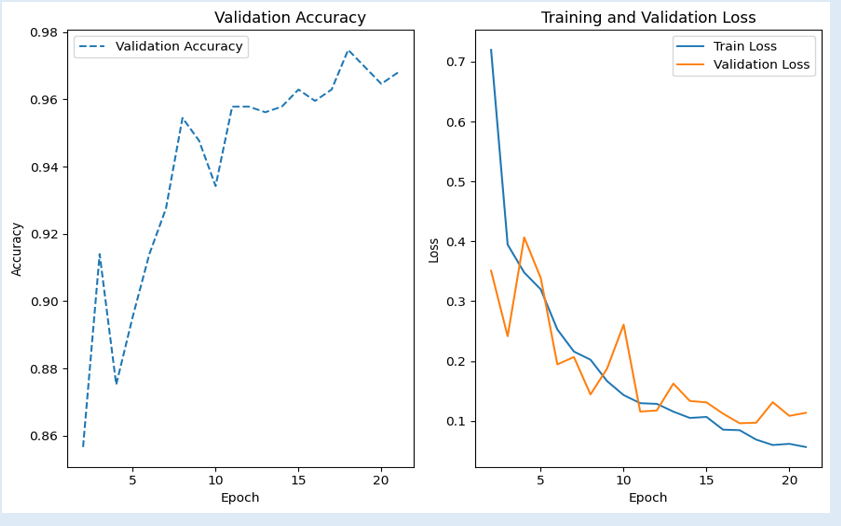 Validation Accuracy
Validation Accuracy
0.98
0.96
0.94
0.92
0.90
0.88
0.86
Accuracy
5
10
15
20
Epoch
Training and Validation Loss
Train Loss
Validation Loss
0.7
0.6
0.5
0.4
0.3
0.2
0.1
Loss
5
10
15
20
Epoch